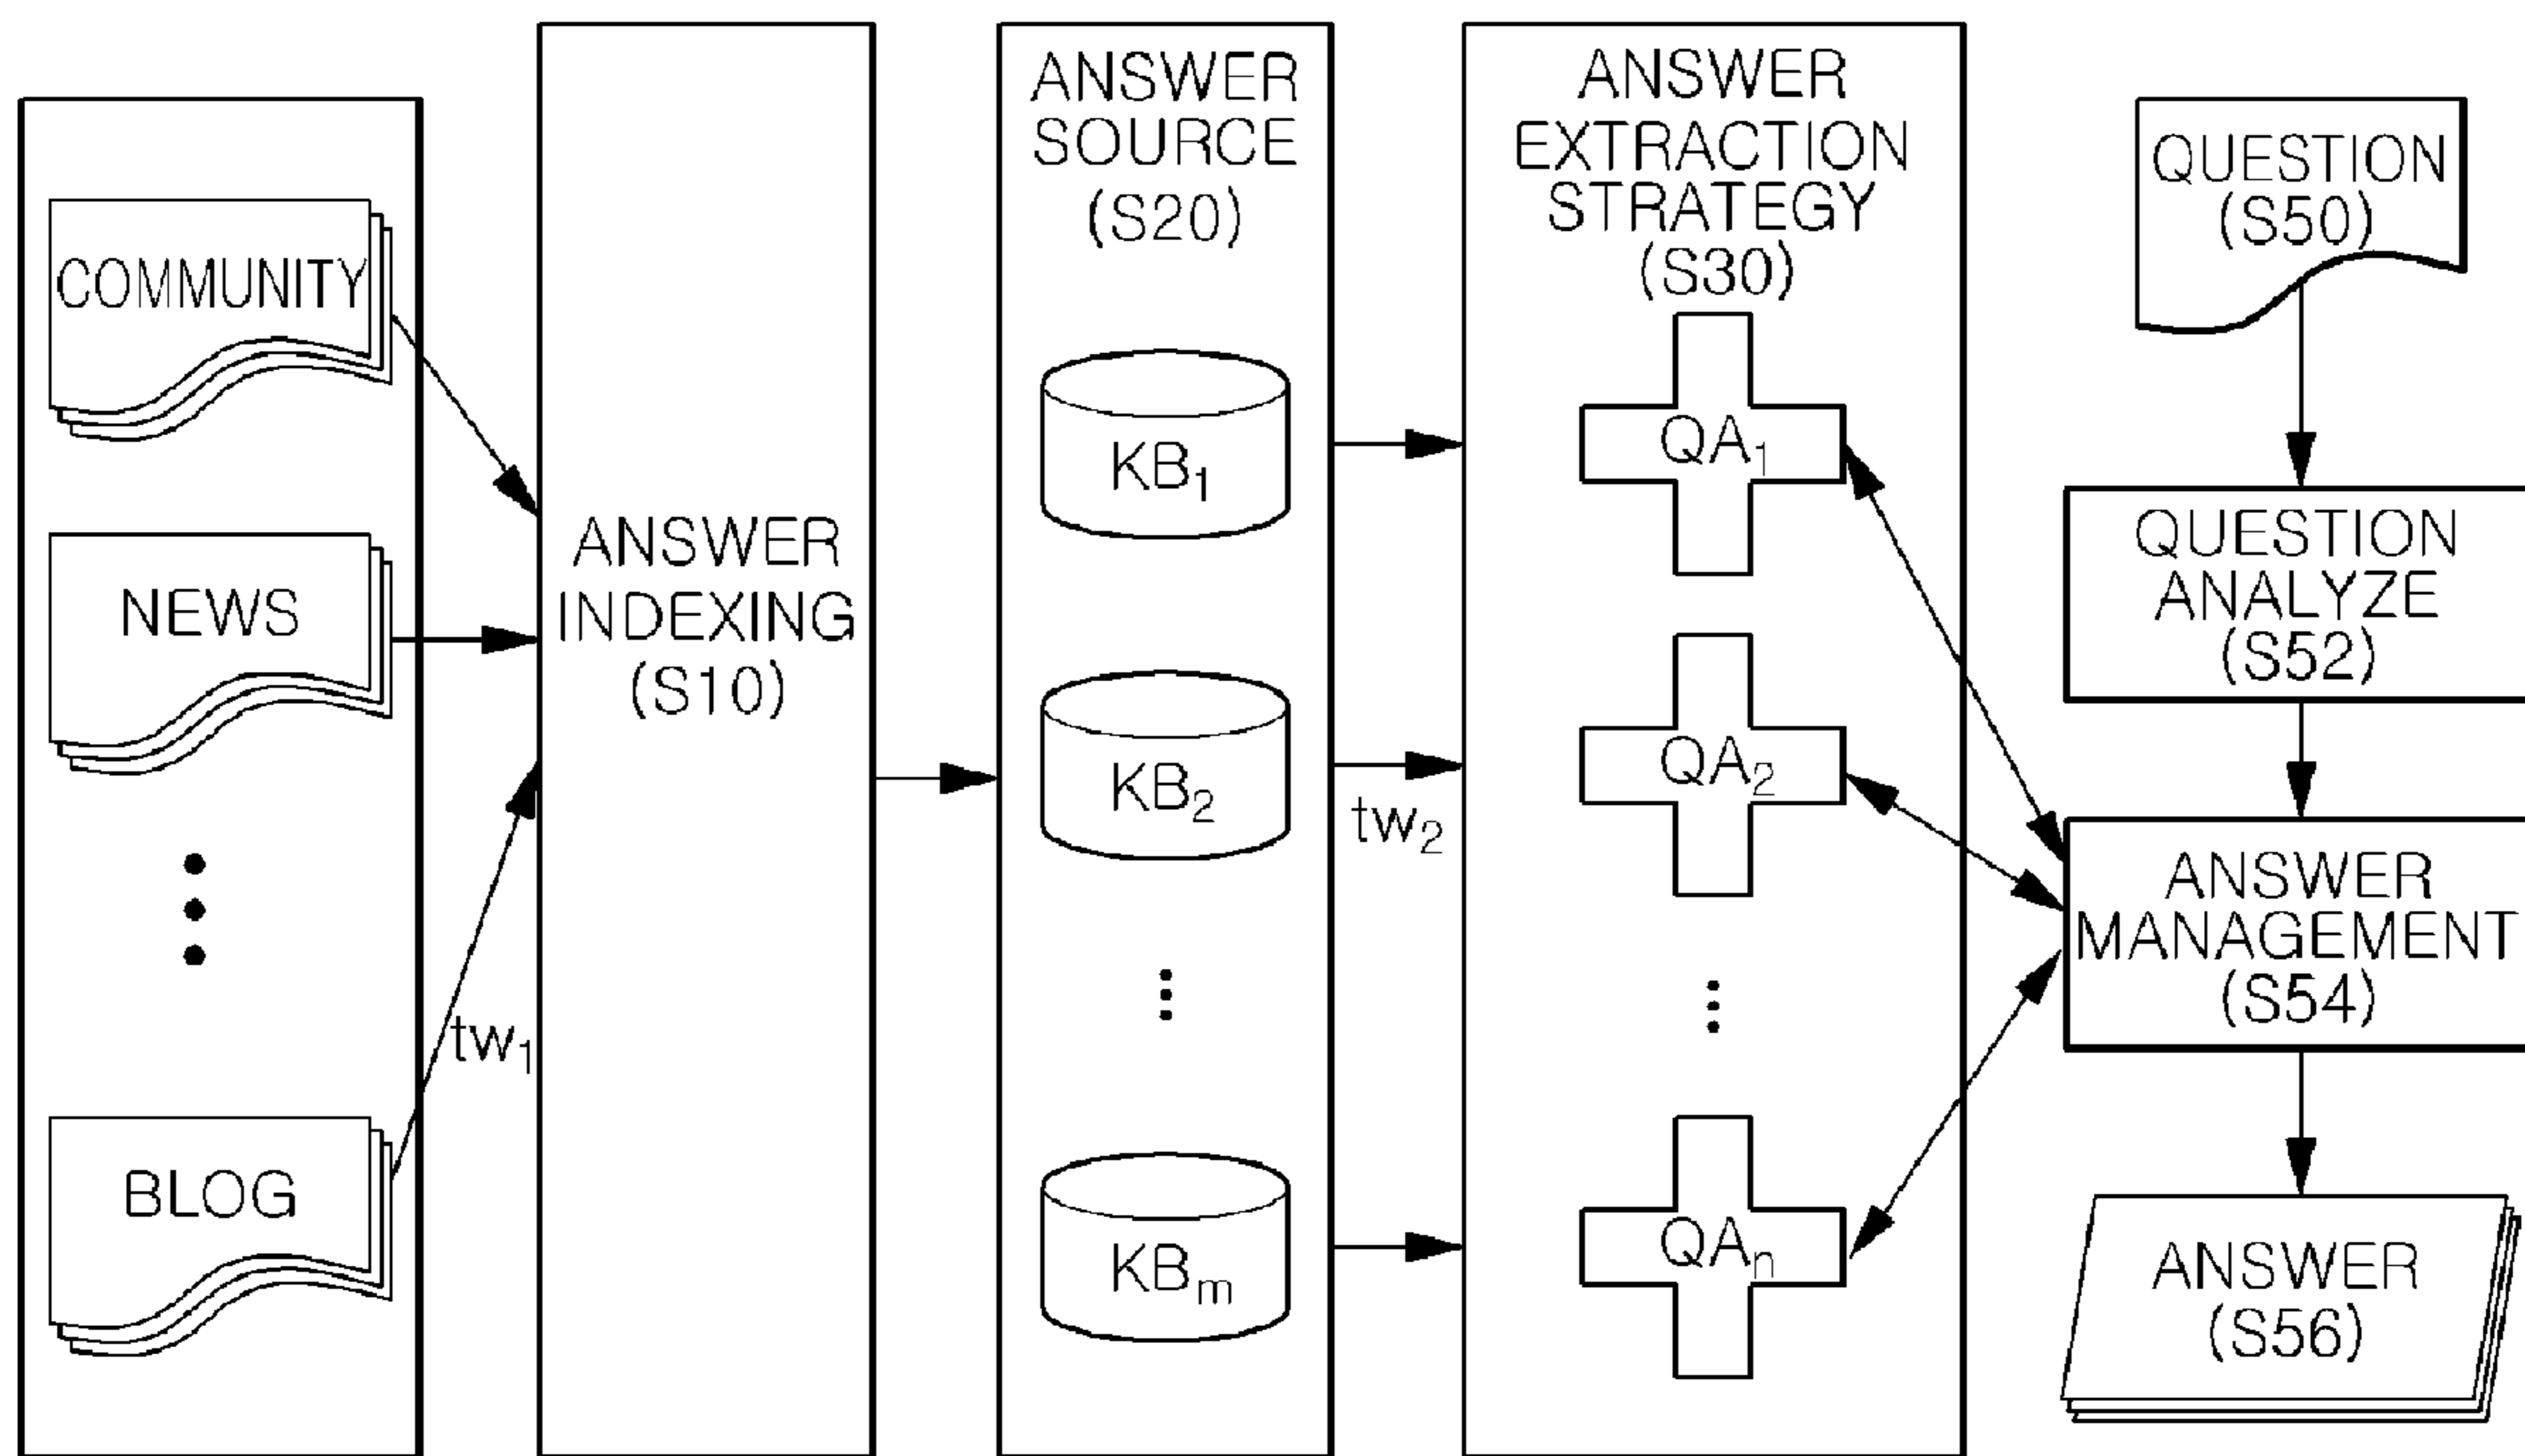 COMMUNITY
NEWS
BLOG
tw₁
ANSWER
INDEXING
(S10)
ANSWER
SOURCE
(S20)
KB₁
KB₂
KBₘ
tw₂
ANSWER
EXTRACTION
STRATEGY
(S30)
QA₁
QA₂
QAₙ
QUESTION
(S50)
QUESTION
ANALYZE
(S52)
ANSWER
MANAGEMENT
(S54)
ANSWER
(S56)